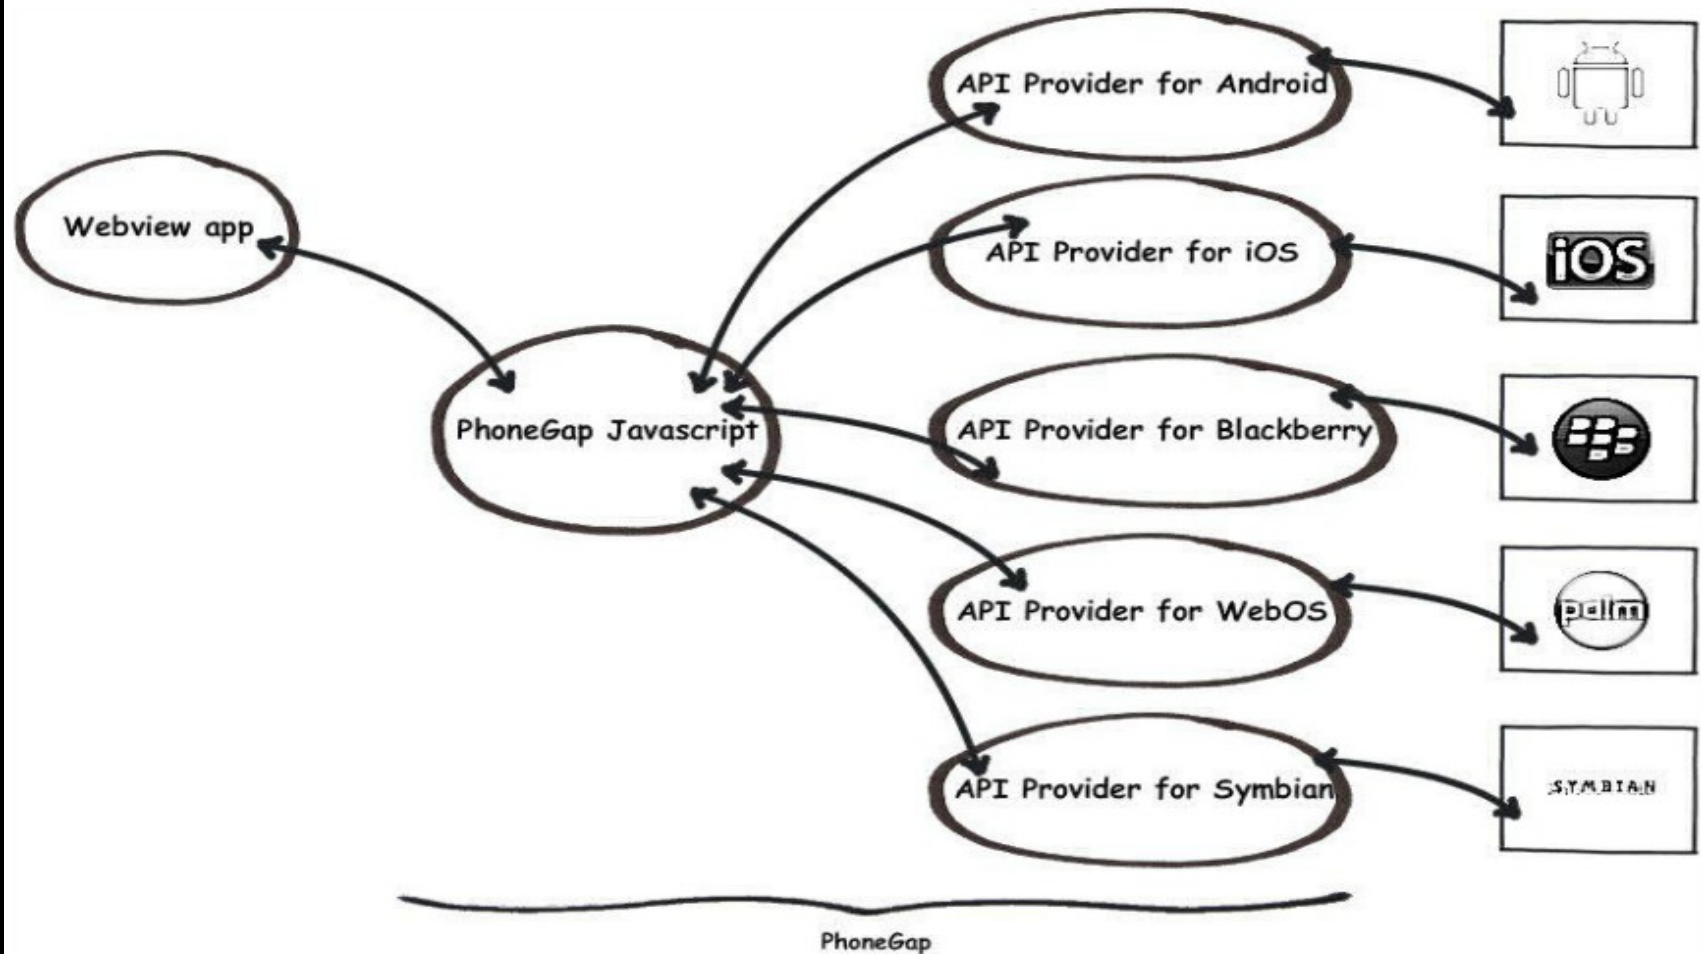 API Provider for Android
Webview app
API Provider for iOS
iOS
PhoneGap Javascript
API Provider for Blackberry
API Provider for WebOS
palm
API Provider for Symbian
SYMBIAN
PhoneGap